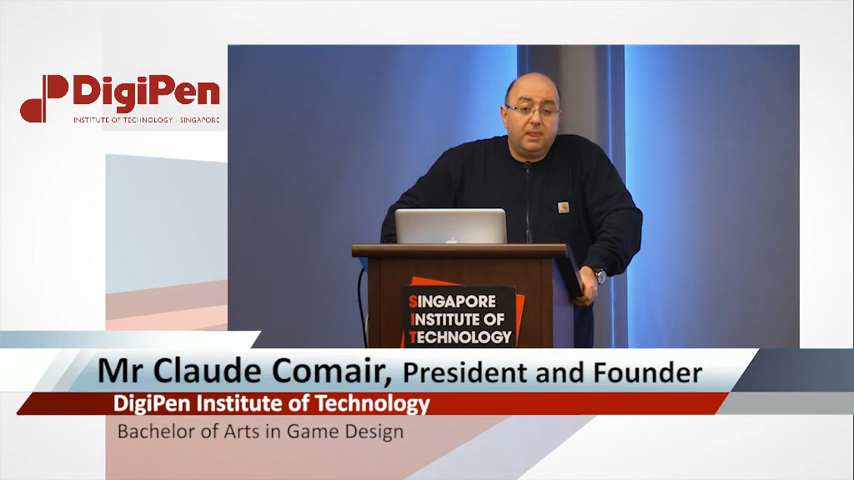 DigiPen
INSTITUTE OF TECHNOLOGY - SINGAPORE
SINGAPORE
INSTITUTE OF
TECHNOLOGY
Mr Claude Comair, President and Founder
DigiPen Institute of Technology
Bachelor of Arts in Game Design